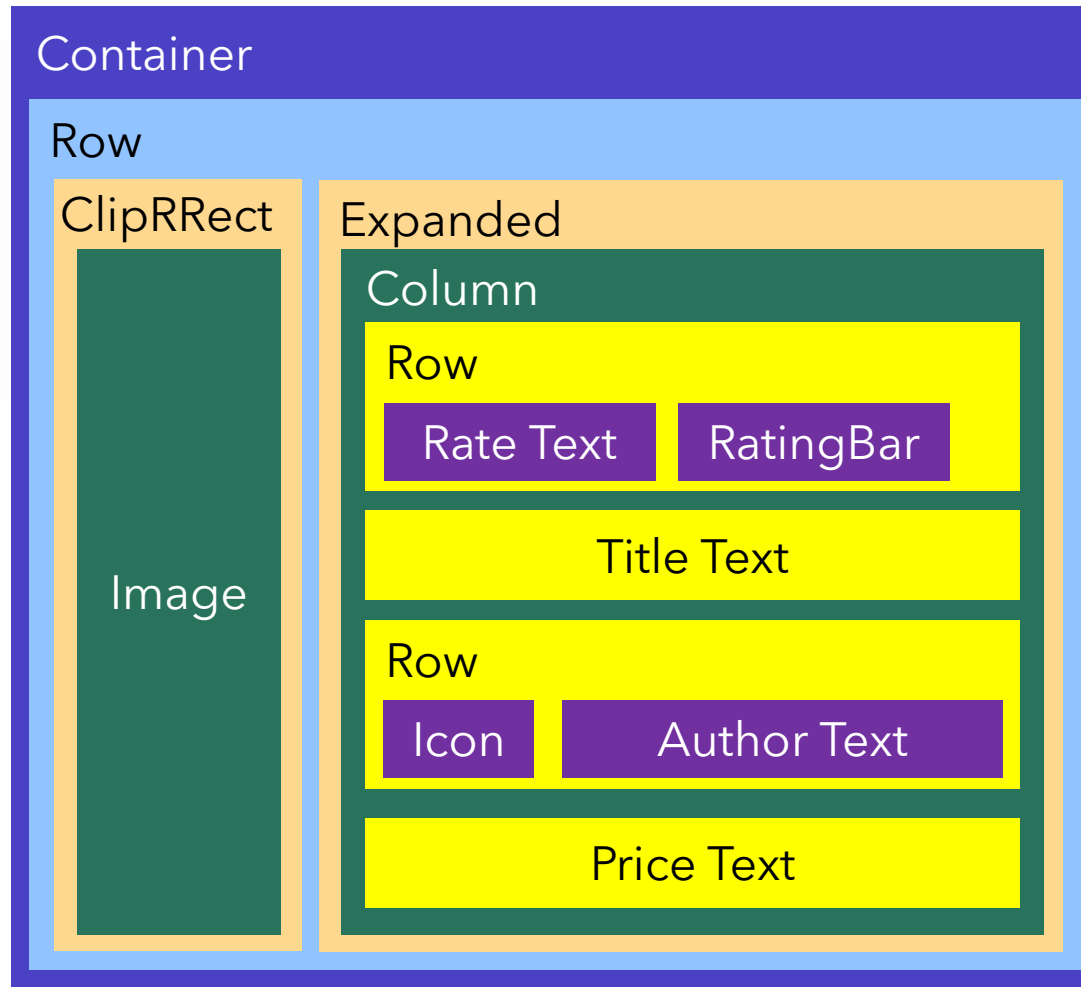 Container
Row
ClipRRect
Expanded
Column
Row
Rate Text
RatingBar
Title Text
Image
Row
Icon
Author Text
Price Text